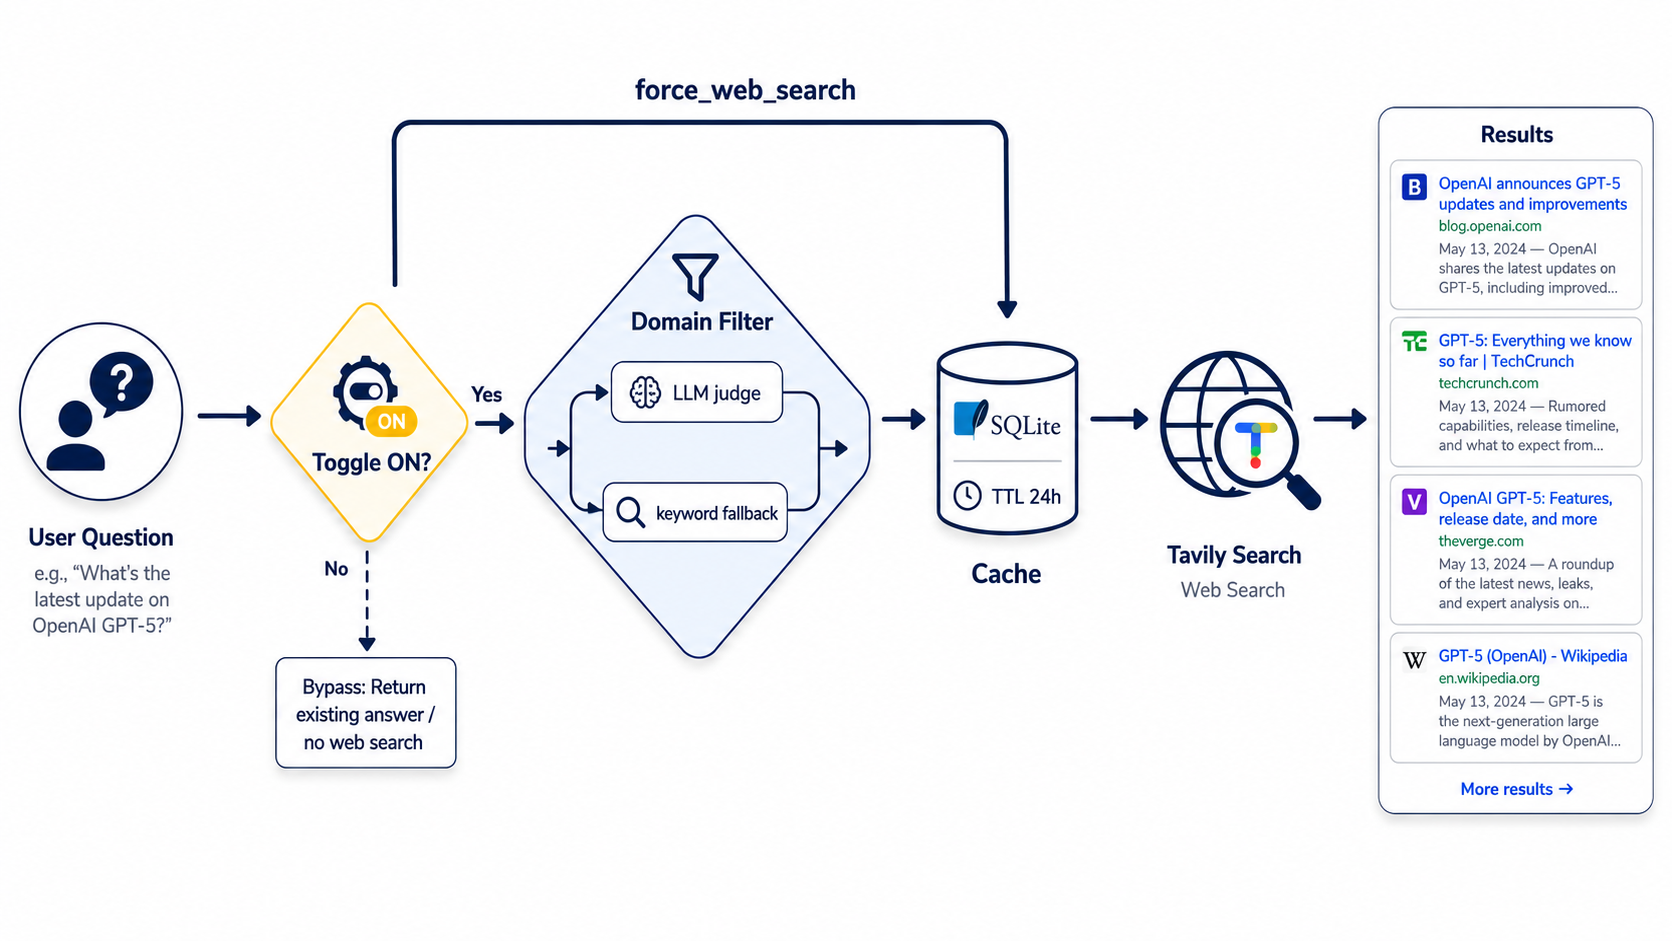 force_web_search
?
ON
Toggle ON?
User Question
e.g., “What’s the
latest update on
OpenAI GPT-5?”
Yes
No
Bypass: Return
existing answer /
no web search
Domain Filter
LLM judge
keyword fallback
SQLite
TTL 24h
Cache
T
Tavily Search
Web Search
Results
B
OpenAI announces GPT-5
updates and improvements
blog.openai.com
May 13, 2024 — OpenAI
shares the latest updates on
GPT-5, including improved...
TC
GPT-5: Everything we know
so far | TechCrunch
techcrunch.com
May 13, 2024 — Rumored
capabilities, release timeline,
and what to expect from...
V
OpenAI GPT-5: Features,
release date, and more
theverge.com
May 13, 2024 — A roundup
of the latest news, leaks,
and expert analysis on...
W
GPT-5 (OpenAI) - Wikipedia
en.wikipedia.org
May 13, 2024 — GPT-5 is
the next-generation large
language model by OpenAI...
More results →